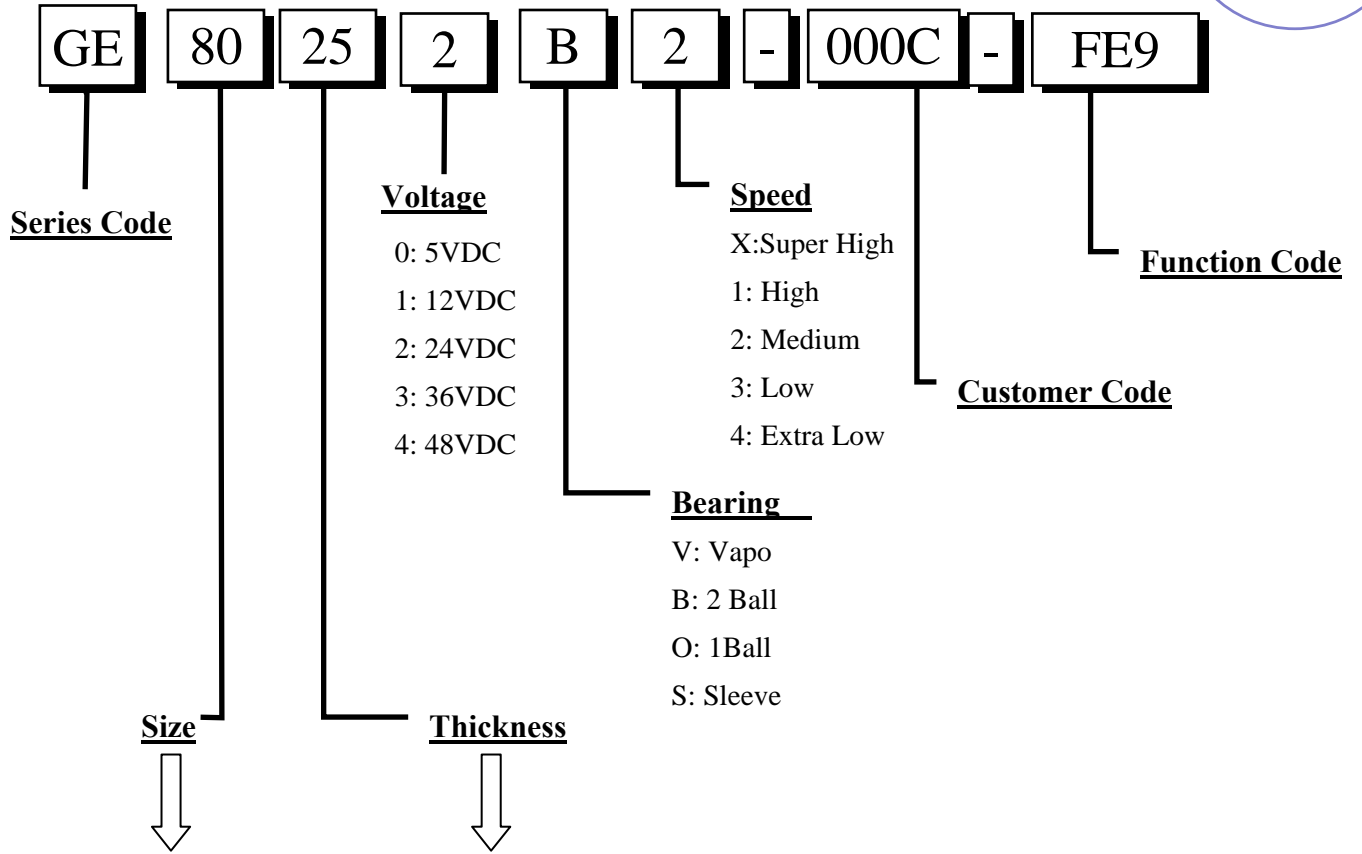 GE 80 25 2 B 2 - 000C - FE9
Series Code
Voltage
0: 5VDC
1: 12VDC
2: 24VDC
3: 36VDC
4: 48VDC
Speed
X:Super High
1: High
2: Medium
3: Low
4: Extra Low
Function Code
Customer Code
Bearing
V: Vapo
B: 2 Ball
O: 1Ball
S: Sleeve
Size
Thickness